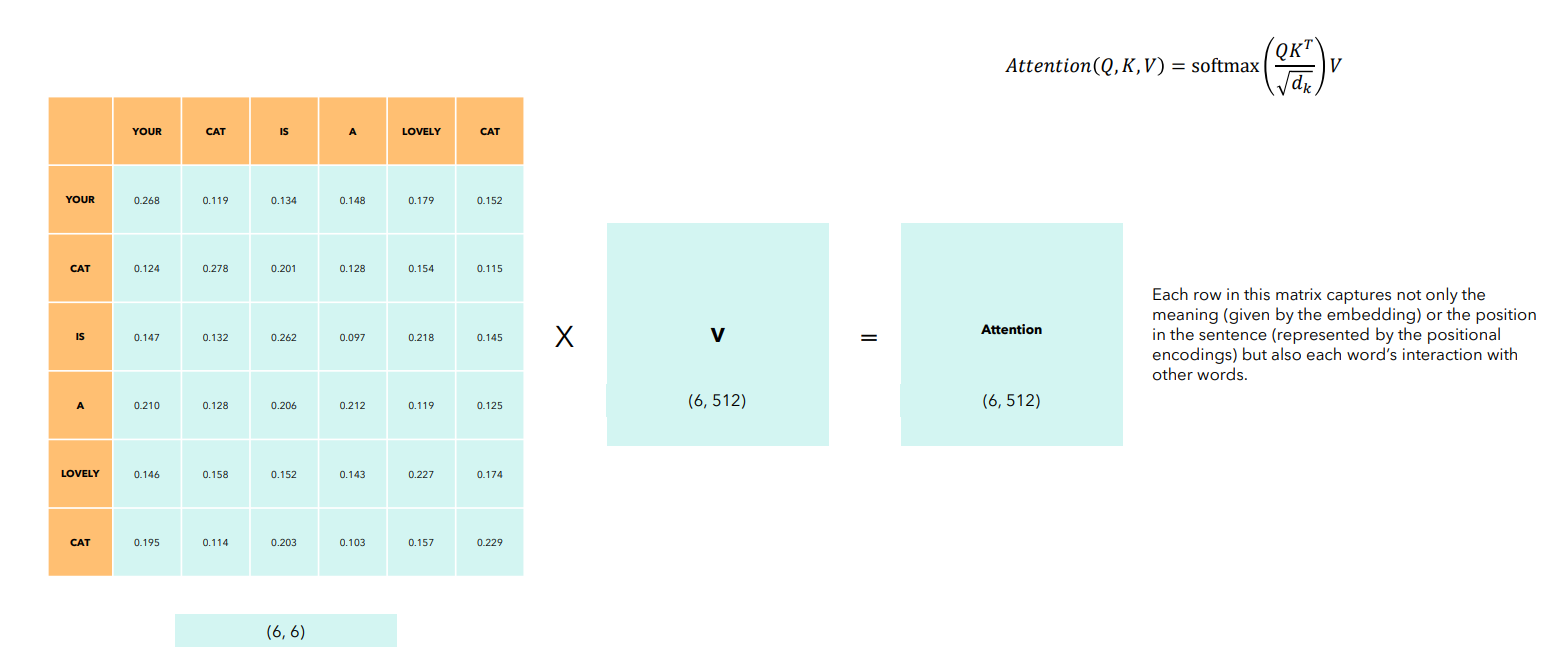 Attention(Q, K, V) = softmax(QK^T / √d_k) V
YOUR CAT IS A LOVELY CAT
YOUR 0.268 0.119 0.134 0.148 0.179 0.152
CAT 0.124 0.278 0.201 0.128 0.154 0.115
IS 0.147 0.132 0.262 0.097 0.218 0.145
A 0.210 0.128 0.206 0.212 0.119 0.125
LOVELY 0.146 0.158 0.152 0.143 0.227 0.174
CAT 0.195 0.114 0.203 0.103 0.157 0.229
(6, 6)
X
V
(6, 512)
=
Attention
(6, 512)
Each row in this matrix captures not only the
meaning (given by the embedding) or the position
in the sentence (represented by the positional
encodings) but also each word’s interaction with
other words.